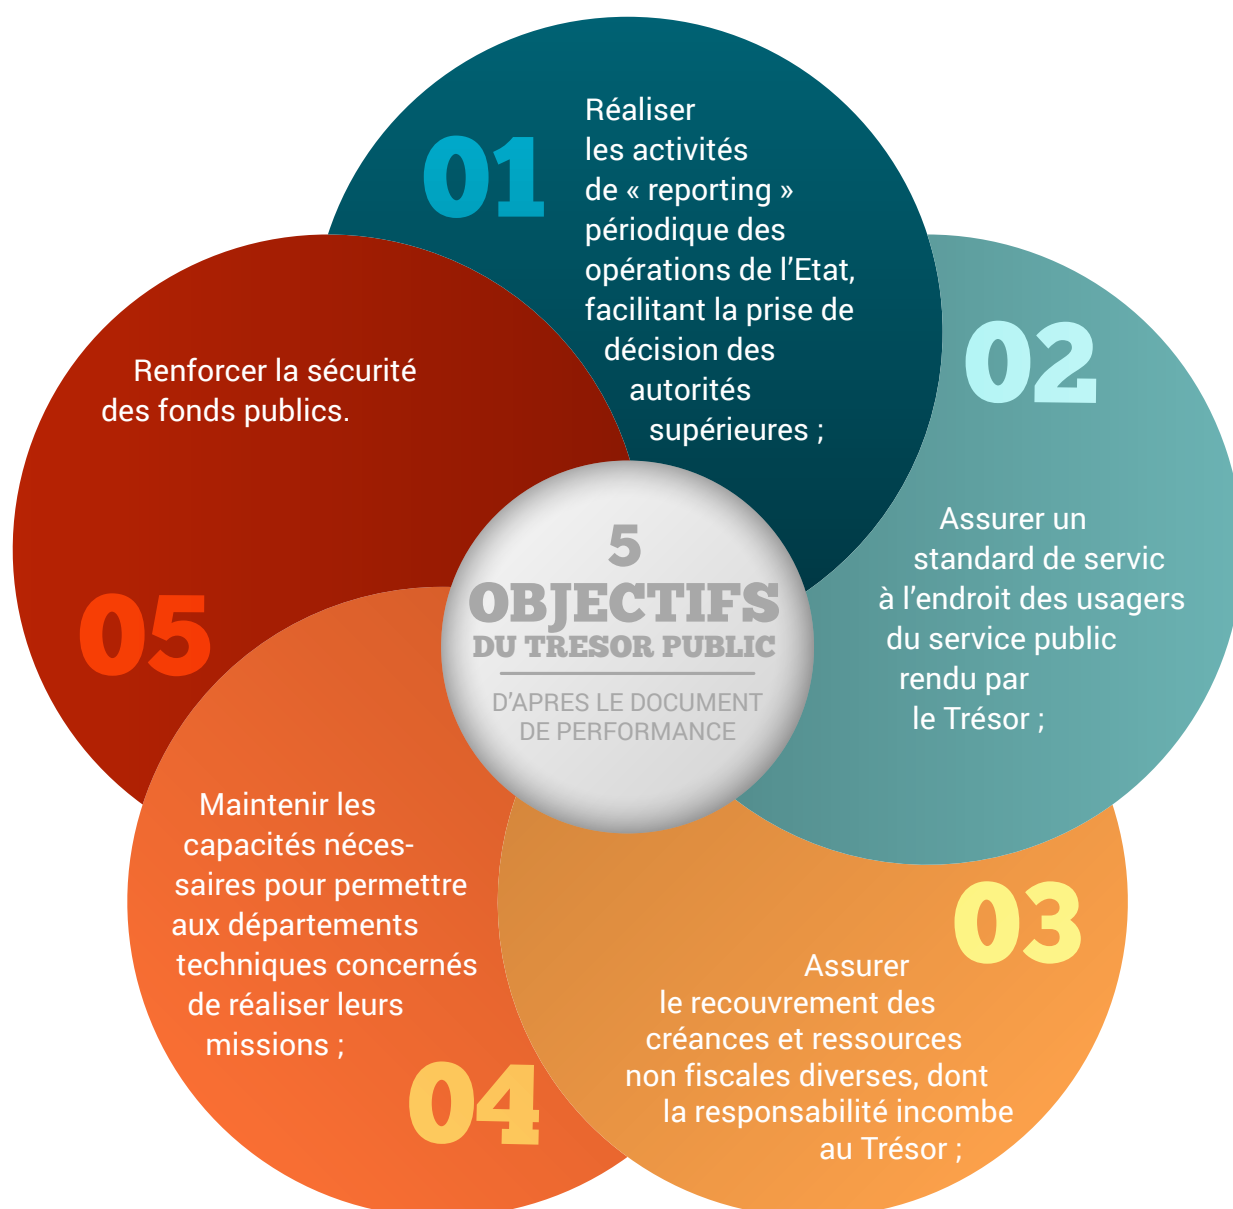 5
OBJECTIFS
DU TRESOR PUBLIC
D'APRES LE DOCUMENT
DE PERFORMANCE
01
Réaliser
les activités
de « reporting »
périodique des
opérations de l'Etat,
facilitant la prise de
décision des
autorités
supérieures ;
02
Assurer un
standard de servic
à l'endroit des usagers
du service public
rendu par
le Trésor ;
03
Assurer
le recouvrement des
créances et ressources
non fiscales diverses, dont
la responsabilité incombe
au Trésor ;
04
Maintenir les
capacités néces-
saires pour permettre
aux départements
techniques concernés
de réaliser leurs
missions ;
05
Renforcer la sécurité
des fonds publics.